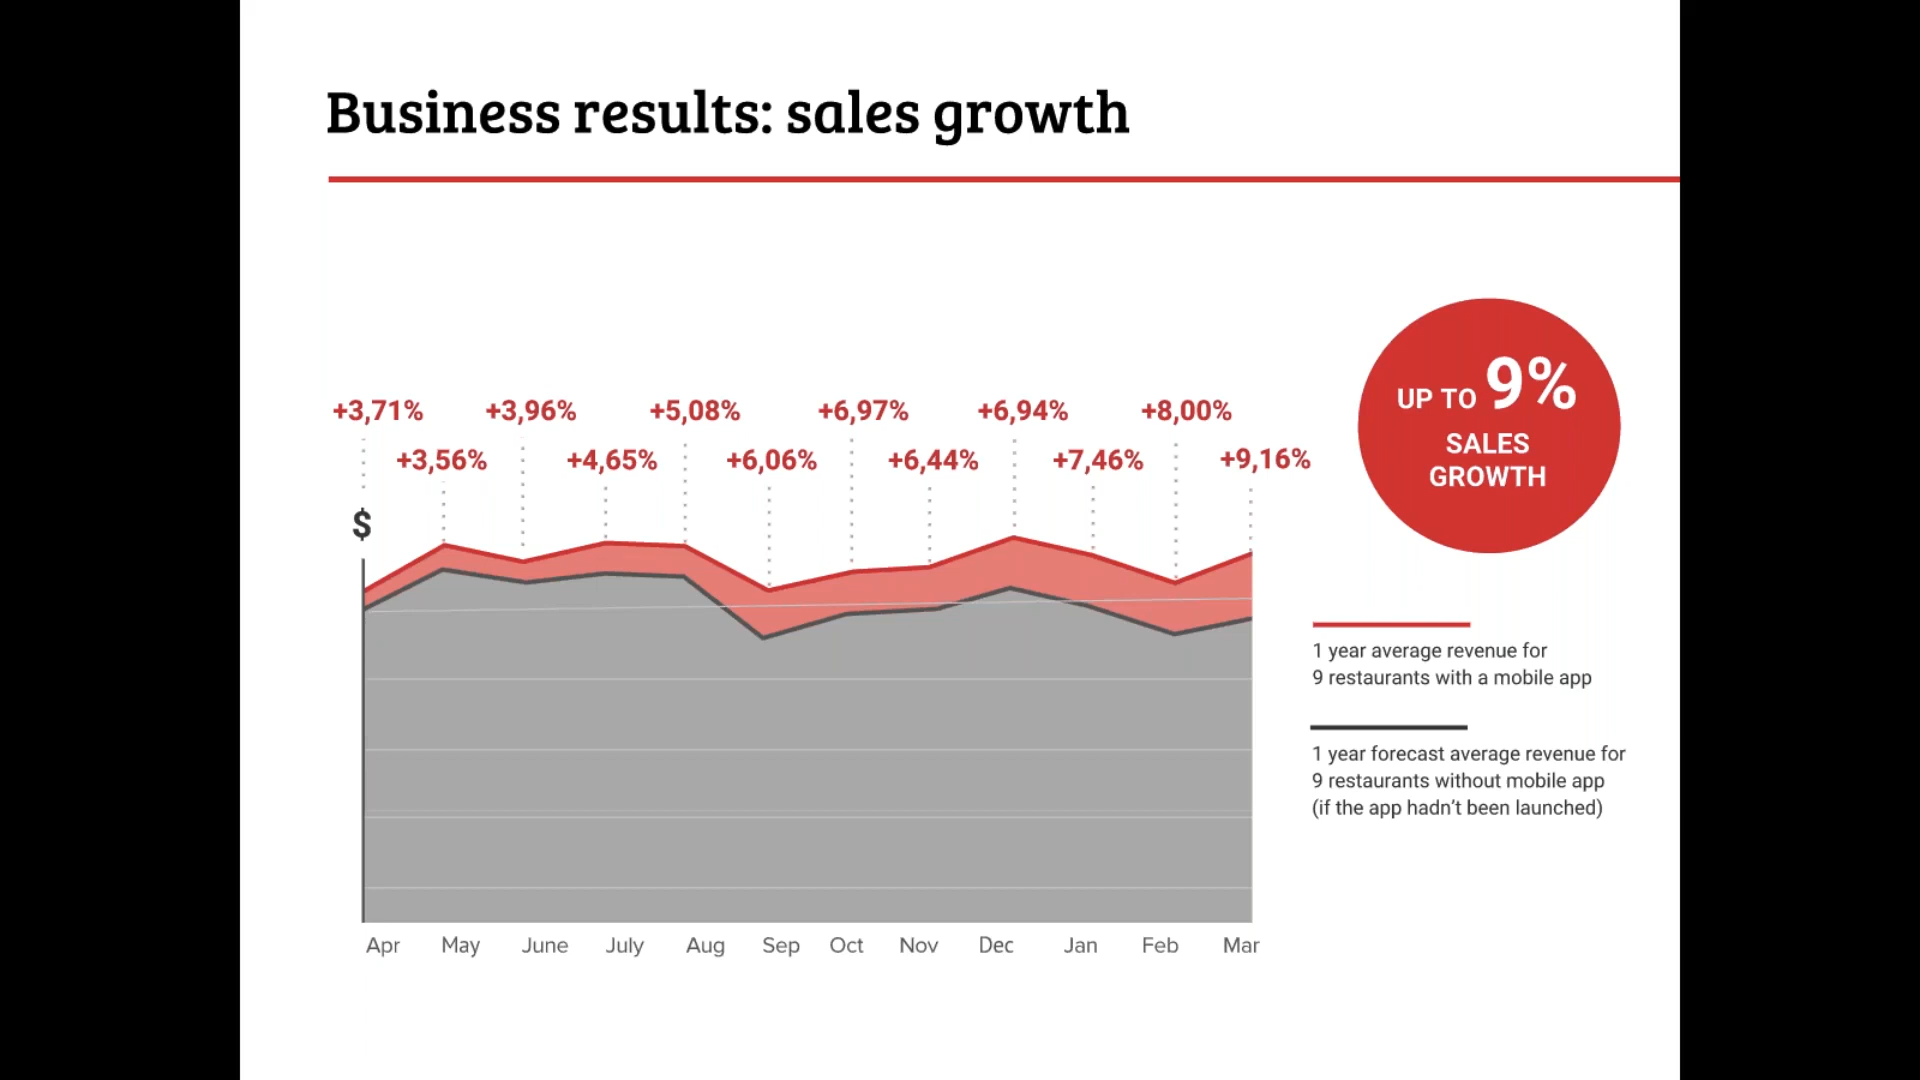 Business results: sales growth
+3,71% +3,96% +5,08% +6,97% +6,94% +8,00%
+3,56% +4,65% +6,06% +6,44% +7,46% +9,16%
$
UP TO 9%
SALES
GROWTH
1 year average revenue for
9 restaurants with a mobile app
1 year forecast average revenue for
9 restaurants without mobile app
(if the app hadn't been launched)
Apr May June July Aug Sep Oct Nov Dec Jan Feb Mar